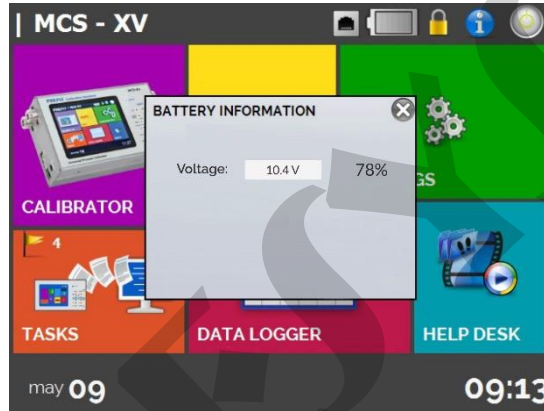 | MCS - XV
BATTERY INFORMATION
Voltage: 10.4 V 78%
GS
CALIBRATOR
4
TASKS
DATA LOGGER
HELP DESK
may 09
09:13